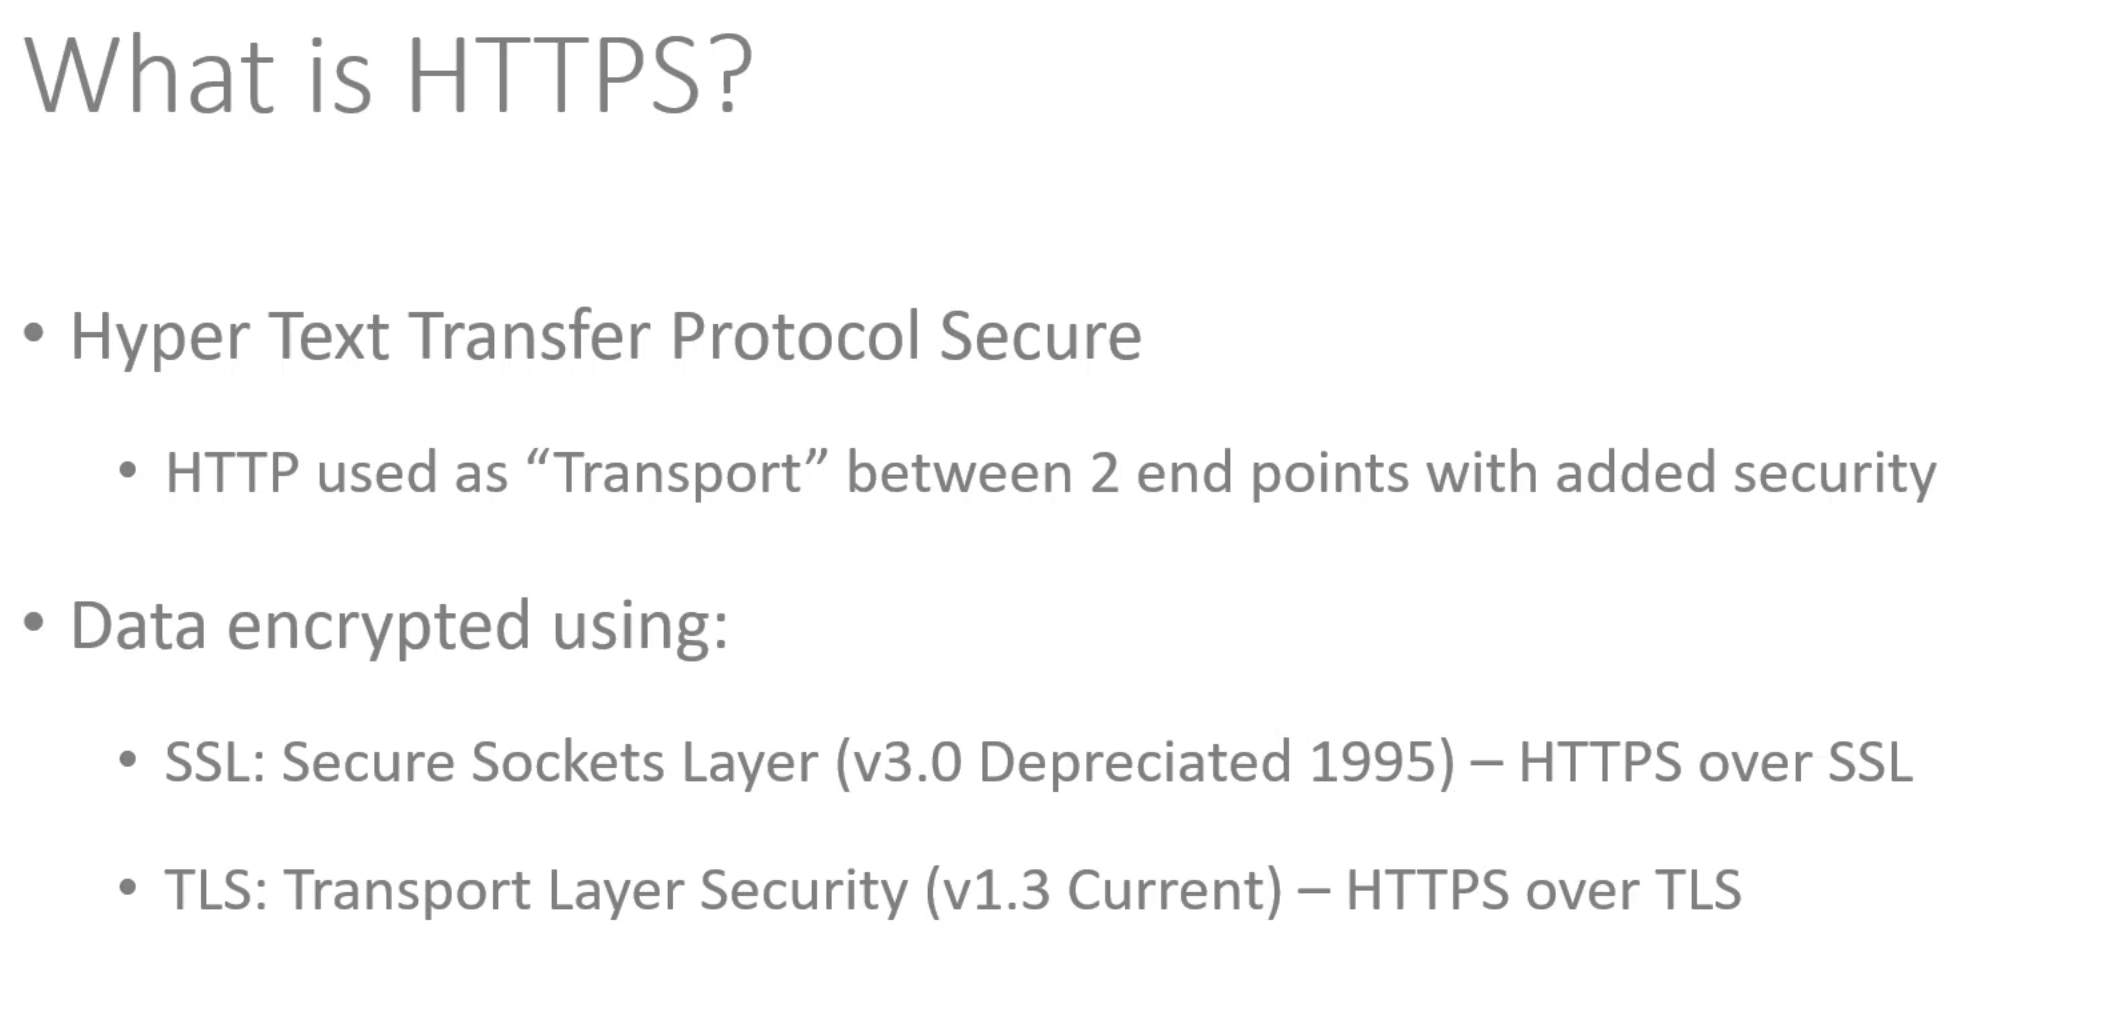 What is HTTPS?
• Hyper Text Transfer Protocol Secure
• HTTP used as “Transport” between 2 end points with added security
• Data encrypted using:
• SSL: Secure Sockets Layer (v3.0 Depreciated 1995) – HTTPS over SSL
• TLS: Transport Layer Security (v1.3 Current) – HTTPS over TLS